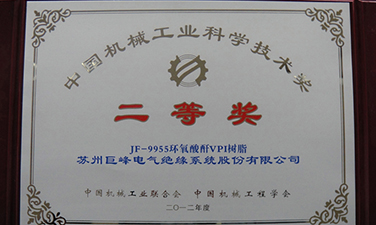 中国机械工业科学技术奖
二等奖
JF-9955环氧酸酐VPI树脂
苏州巨峰电气绝缘系统股份有限公司
中国机械工业联合会 中国机械工程学会
二〇一二年度